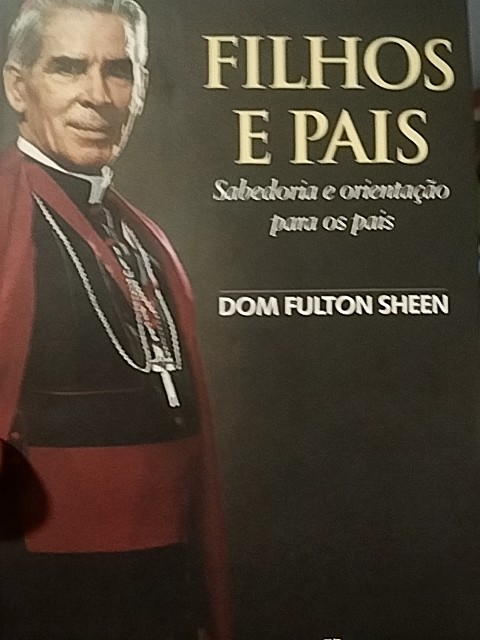 FILHOS
E PAIS
Sabedoria e orientação
para os pais
DOM FULTON SHEEN